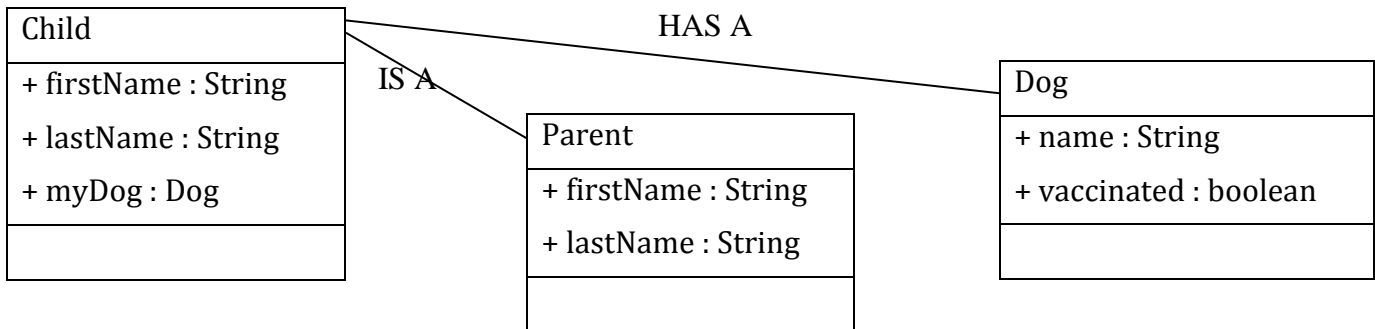 Child
+ firstName : String
+ lastName : String
+ myDog : Dog
HAS A
IS A
Parent
+ firstName : String
+ lastName : String
Dog
+ name : String
+ vaccinated : boolean